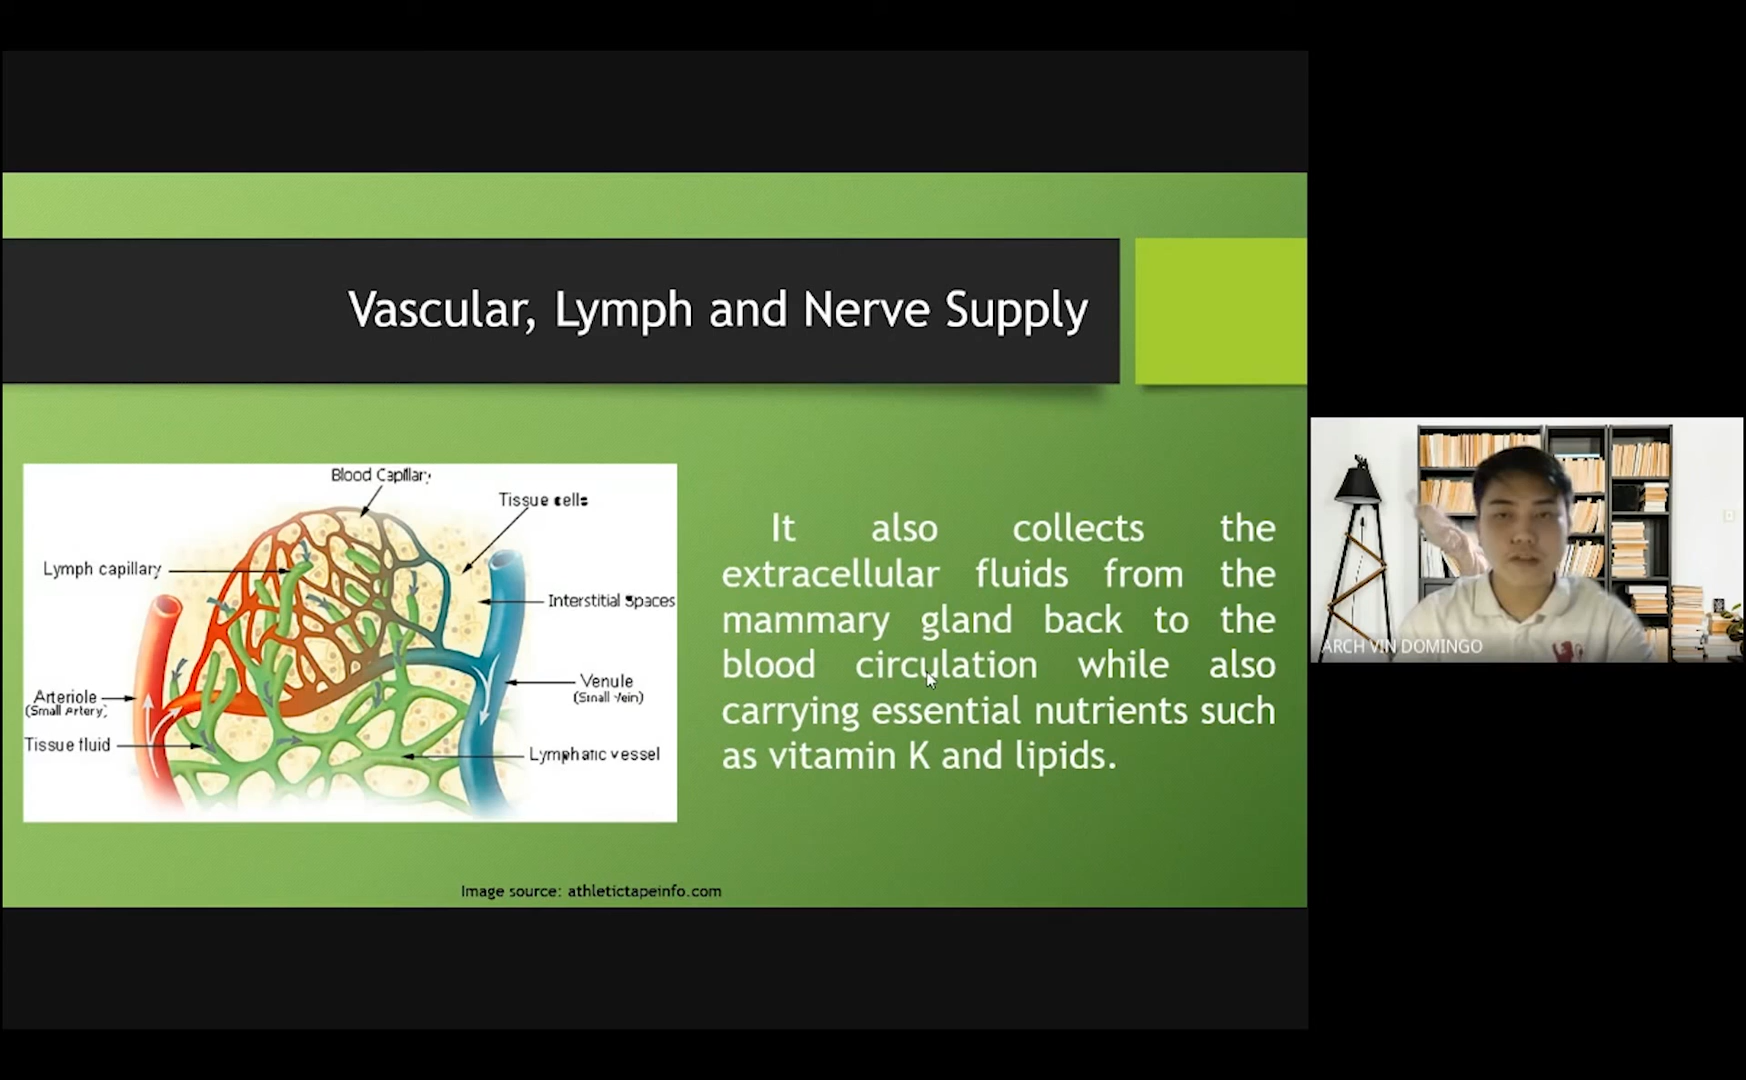 Vascular, Lymph and Nerve Supply
Blood Capillary
Tissue cells
Lymph capillary
Interstitial Spaces
Arteriole
(Small Artery)
Venule
(Small Vein)
Tissue fluid
Lymphatic vessel
It also collects the
extracellular fluids from the
mammary gland back to the
blood circulation while also
carrying essential nutrients such
as vitamin K and lipids.
Image source: athletictapeinfo.com
ARCH VIN DOMINGO